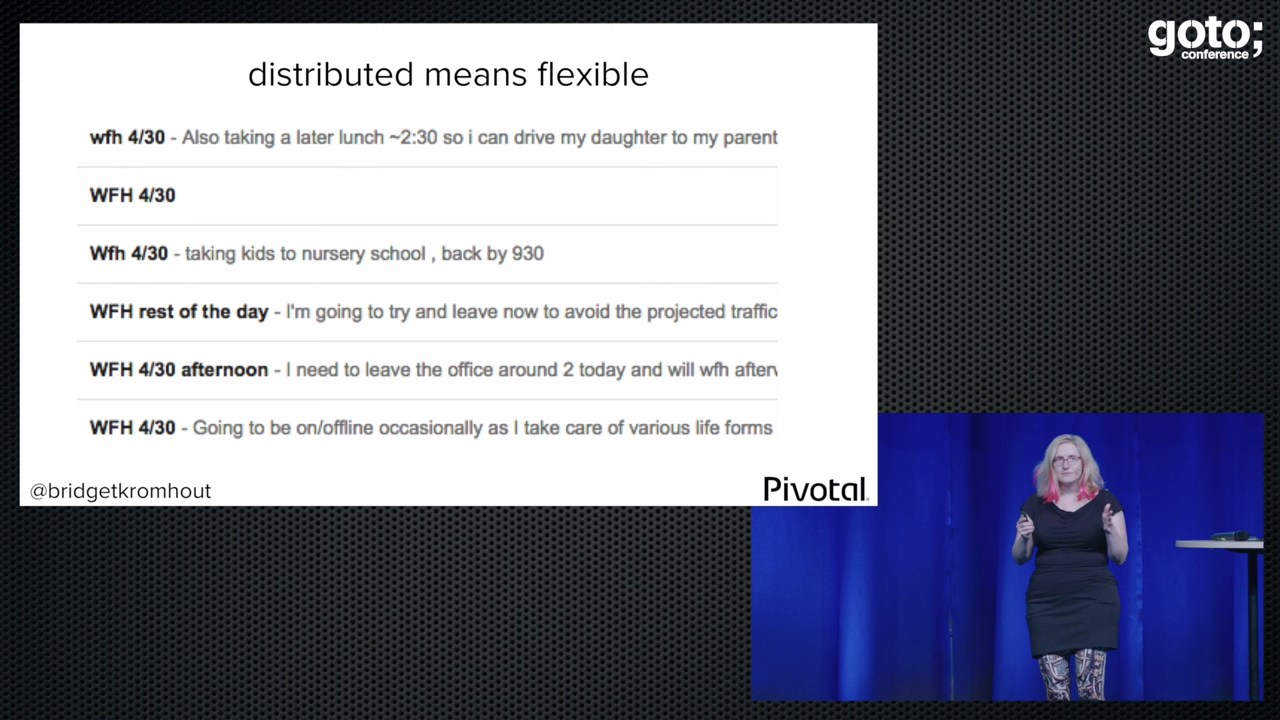 goto;
conference
distributed means flexible
wfh 4/30 - Also taking a later lunch ~2:30 so i can drive my daughter to my parent
WFH 4/30
Wfh 4/30 - taking kids to nursery school , back by 930
WFH rest of the day - I'm going to try and leave now to avoid the projected traffic
WFH 4/30 afternoon - I need to leave the office around 2 today and will wfh
WFH 4/30 - Going to be on/offline occasionally as I take care of various life forms
@bridgetkromhout
Pivotal